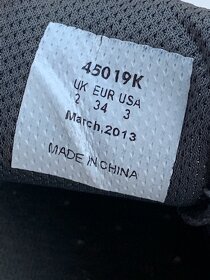 45019K
UK EUR USA
2 34 3
March,2013
MADE IN CHINA